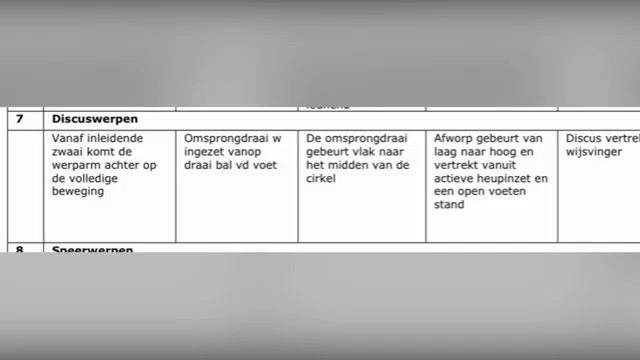 7 Discuswerpen
Vanaf inleidende
zwaai komt de
werparm achter op
de volledige
beweging
Omsprongdraai w
ingezet vanop
draai bal vd voet
De omsprongdraai
gebeurt vlak naar
het midden van de
cirkel
Afworp gebeurt van
laag naar hoog en
vertrekt vanuit
actieve heupinzet en
een open voeten
stand
Discus vertre
wijsvinger
8 Speerwerpen